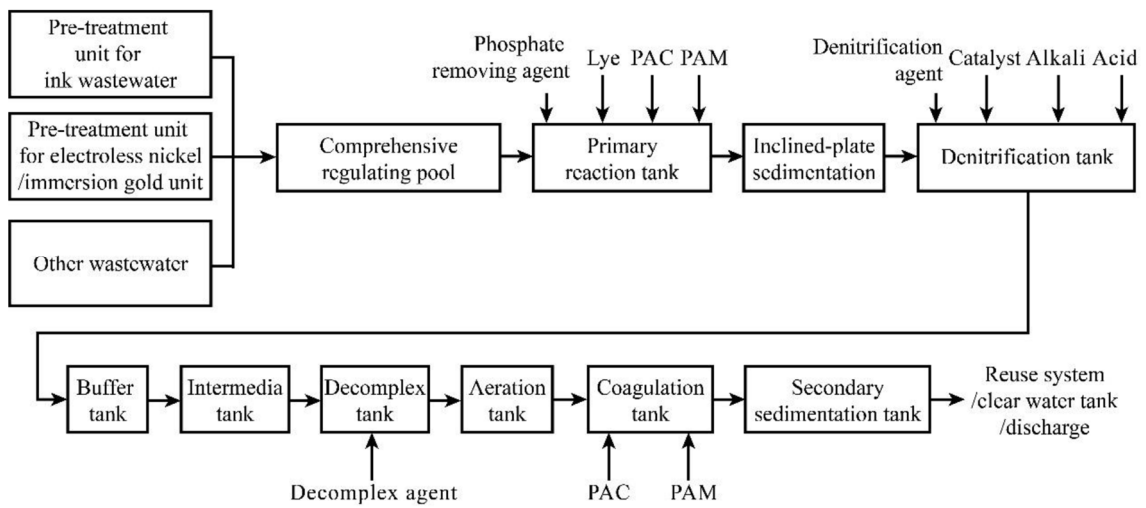 Pre-treatment
unit for
ink wastewater
Pre-treatment unit
for electroless nickel
/immersion gold unit
Other wastewater
Comprehensive
regulating pool
Phosphate
removing agent
Lye
PAC
PAM
Primary
reaction tank
Inclined-plate
sedimentation
Denitrification
agent
Catalyst
Alkali
Acid
Denitrification tank
Buffer
tank
Intermedia
tank
Decomplex
tank
Aeration
tank
Coagulation
tank
Secondary
sedimentation tank
Reuse system
/clear water tank
/discharge
Decomplex agent
PAC
PAM